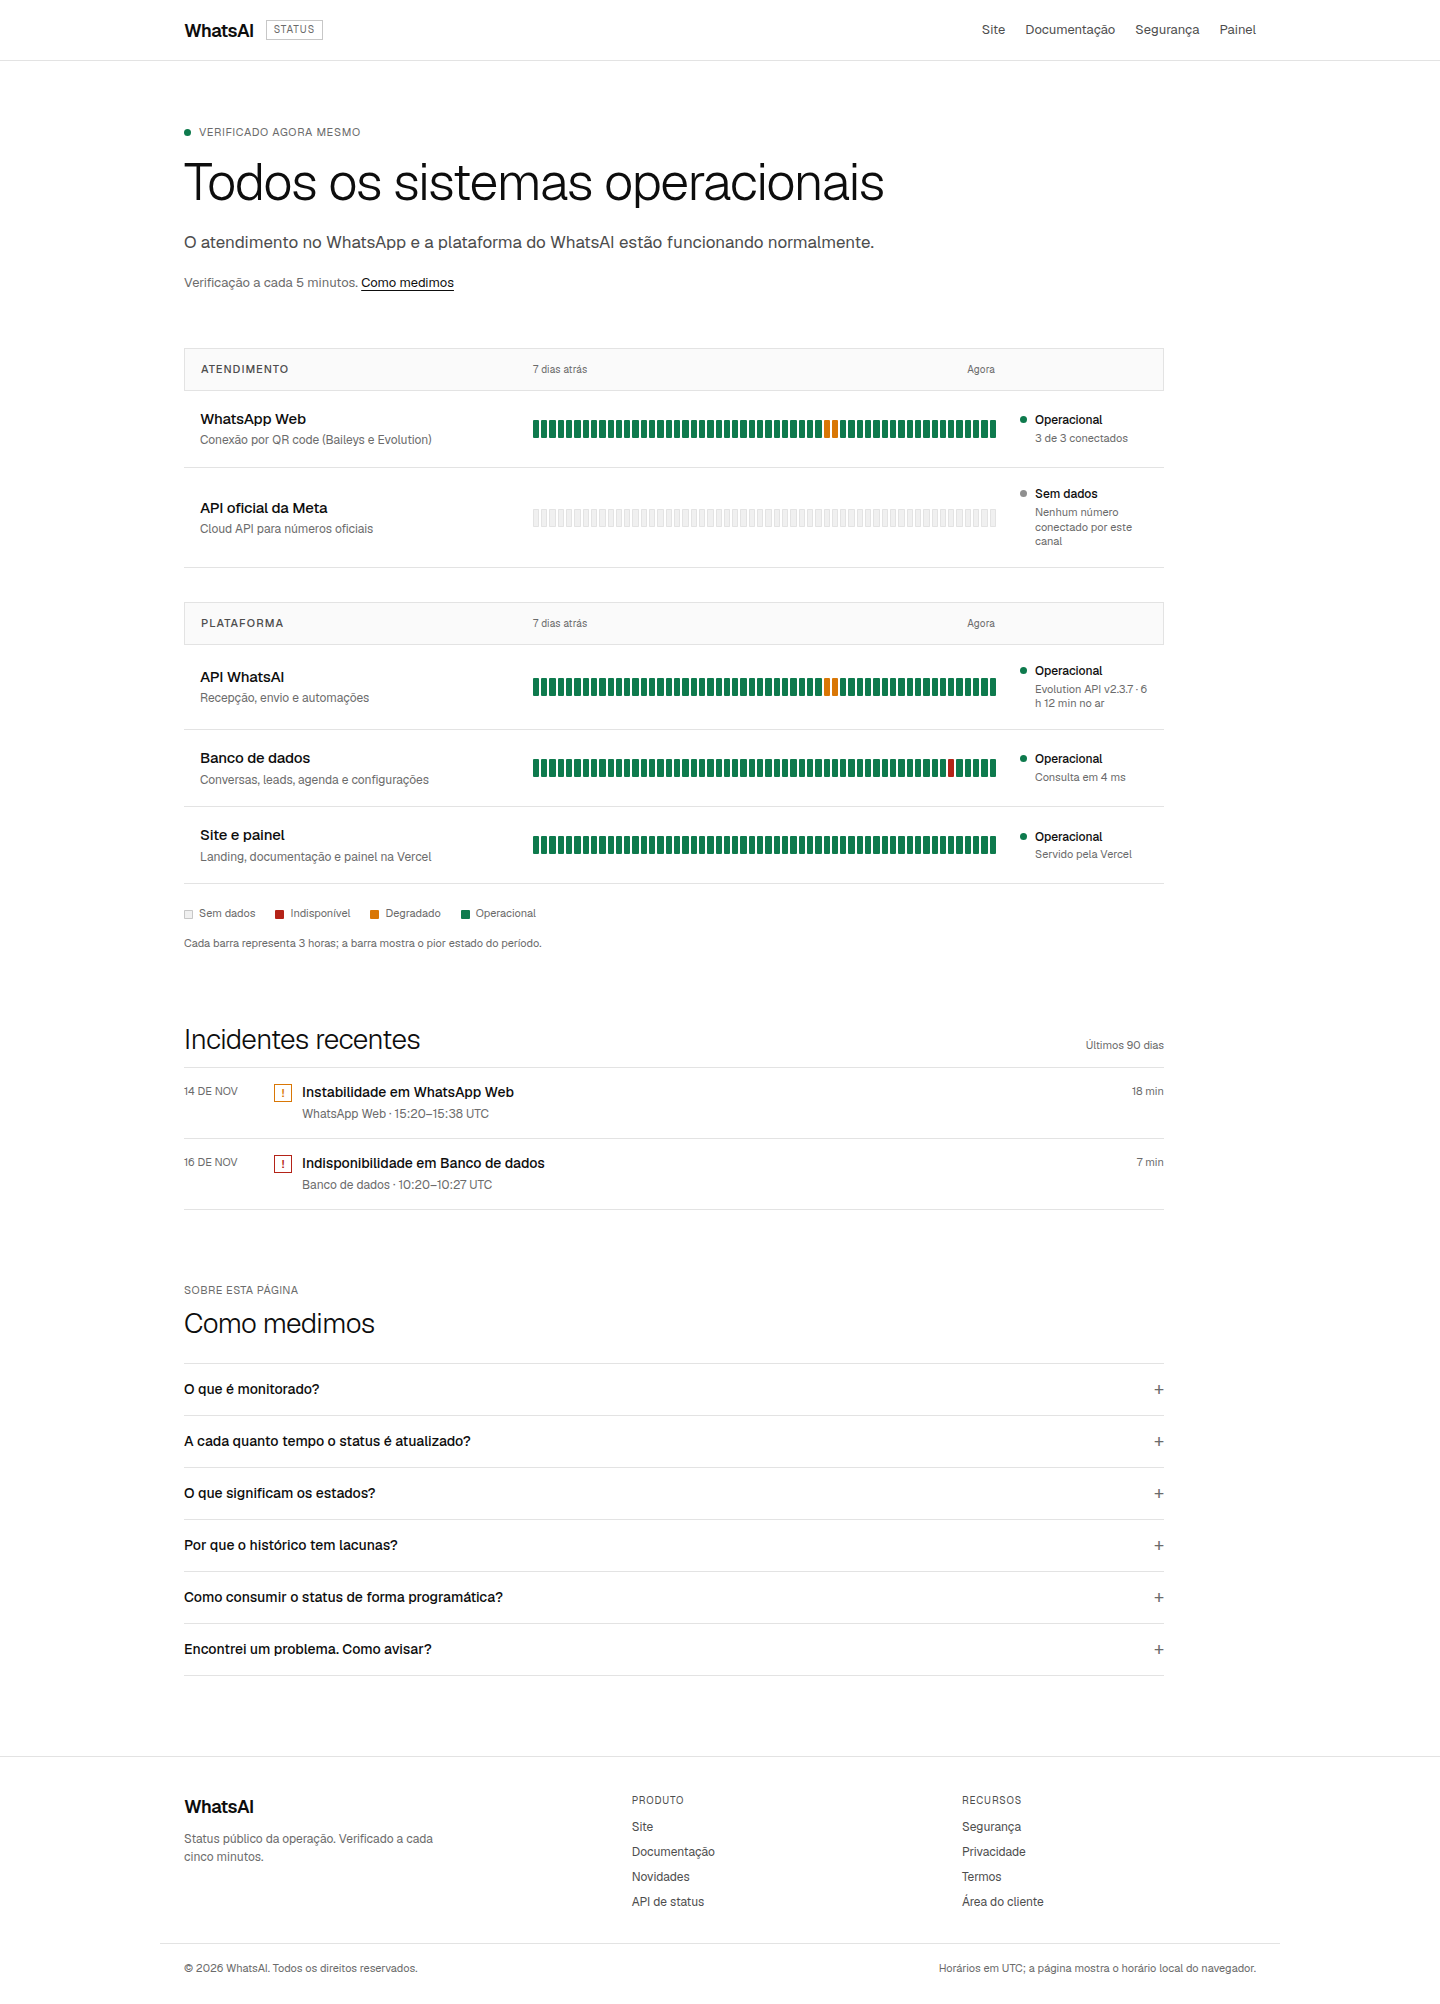 WhatsAI STATUS Site Documentação Segurança Painel
VERIFICADO AGORA MESMO
Todos os sistemas operacionais
O atendimento no WhatsApp e a plataforma do WhatsAI estão funcionando normalmente.
Verificação a cada 5 minutos. Como medimos
ATENDIMENTO 7 dias atrás Agora
WhatsApp Web
Conexão por QR code (Baileys e Evolution)
Operacional
3 de 3 conectados
API oficial da Meta
Cloud API para números oficiais
Sem dados
Nenhum número
conectado por este
canal
PLATAFORMA 7 dias atrás Agora
API WhatsAI
Recepção, envio e automações
Operacional
Evolution API v2.3.7 · 6
h 12 min no ar
Banco de dados
Conversas, leads, agenda e configurações
Operacional
Consulta em 4 ms
Site e painel
Landing, documentação e painel na Vercel
Operacional
Servido pela Vercel
Sem dados Indisponível Degradado Operacional
Cada barra representa 3 horas; a barra mostra o pior estado do período.
Incidentes recentes Últimos 90 dias
14 DE NOV ! Instabilidade em WhatsApp Web 18 min
WhatsApp Web · 15:20–15:38 UTC
16 DE NOV ! Indisponibilidade em Banco de dados 7 min
Banco de dados · 10:20–10:27 UTC
SOBRE ESTA PÁGINA
Como medimos
O que é monitorado? +
A cada quanto tempo o status é atualizado? +
O que significam os estados? +
Por que o histórico tem lacunas? +
Como consumir o status de forma programática? +
Encontrei um problema. Como avisar? +
WhatsAI
Status público da operação. Verificado a cada
cinco minutos.
PRODUTO
Site
Documentação
Novidades
API de status
RECURSOS
Segurança
Privacidade
Termos
Área do cliente
© 2026 WhatsAI. Todos os direitos reservados. Horários em UTC; a página mostra o horário local do navegador.